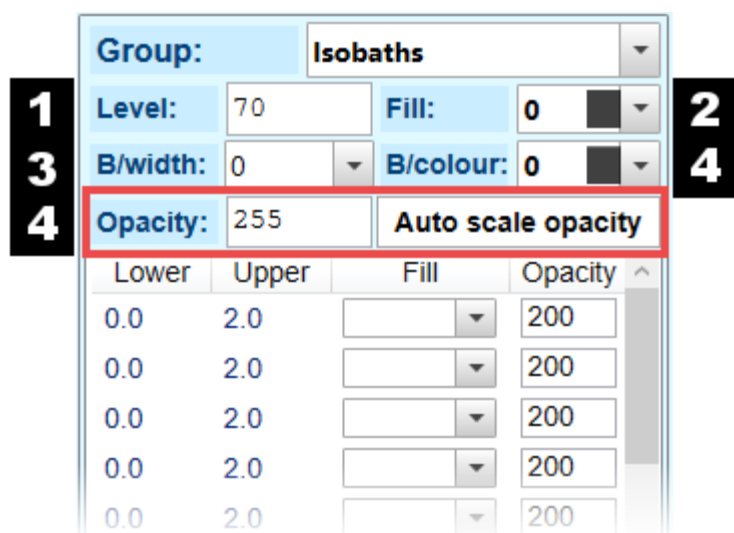 Group: Isobaths
1 Level: 70 Fill: 0 2
3 B/width: 0 B/colour: 0 4
4 Opacity: 255 Auto scale opacity
Lower Upper Fill Opacity
0.0 2.0 200
0.0 2.0 200
0.0 2.0 200
0.0 2.0 200
0.0 2.0 200